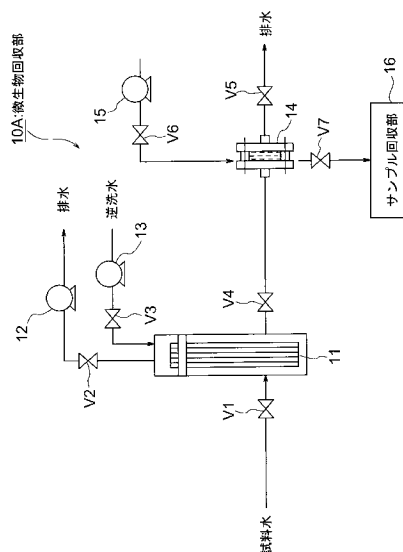 10A:微生物回収部
排水
逆洗水
12
13
V2
V3
11
V1
V4
試料水
15
V6
排水
V5
14
V7
16
サンプル回収部